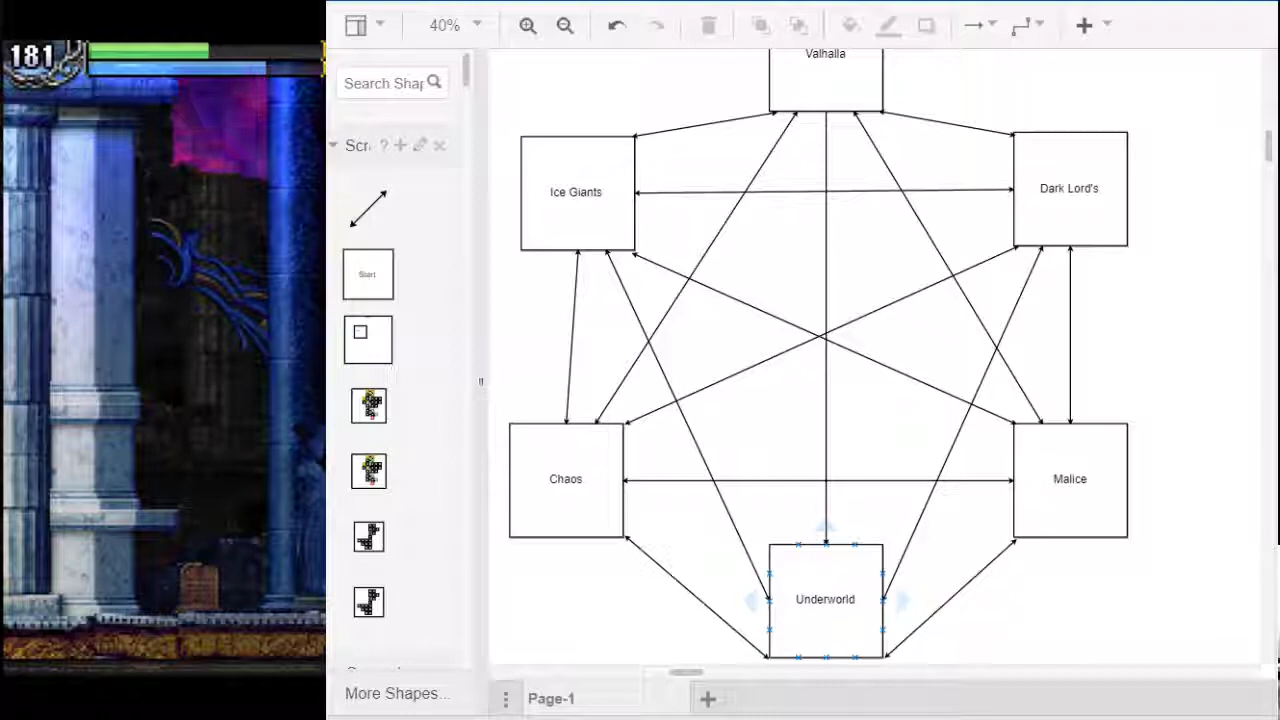 181
40%
Search Shap
Scr. ?
Start
More Shapes...
Valhalla
Ice Giants
Dark Lord's
Chaos
Malice
Underworld
Page-1